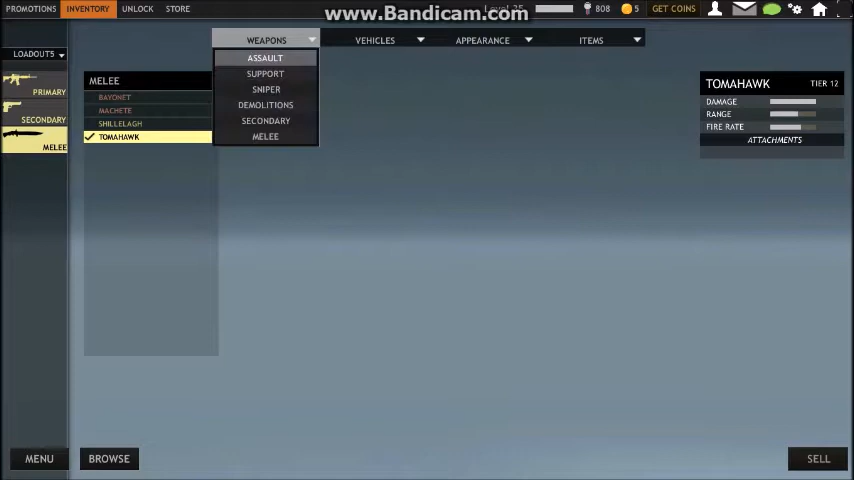 PROMOTIONS INVENTORY UNLOCK STORE www.Bandicam.com Level 25 808 5 GET COINS
WEAPONS VEHICLES APPEARANCE ITEMS
LOADOUTS
PRIMARY
SECONDARY
MELEE
MELEE
BAYONET
MACHETE
SHILLELAGH
TOMAHAWK
ASSAULT
SUPPORT
SNIPER
DEMOLITIONS
SECONDARY
MELEE
TOMAHAWK TIER 12
DAMAGE
RANGE
FIRE RATE
ATTACHMENTS
MENU BROWSE SELL